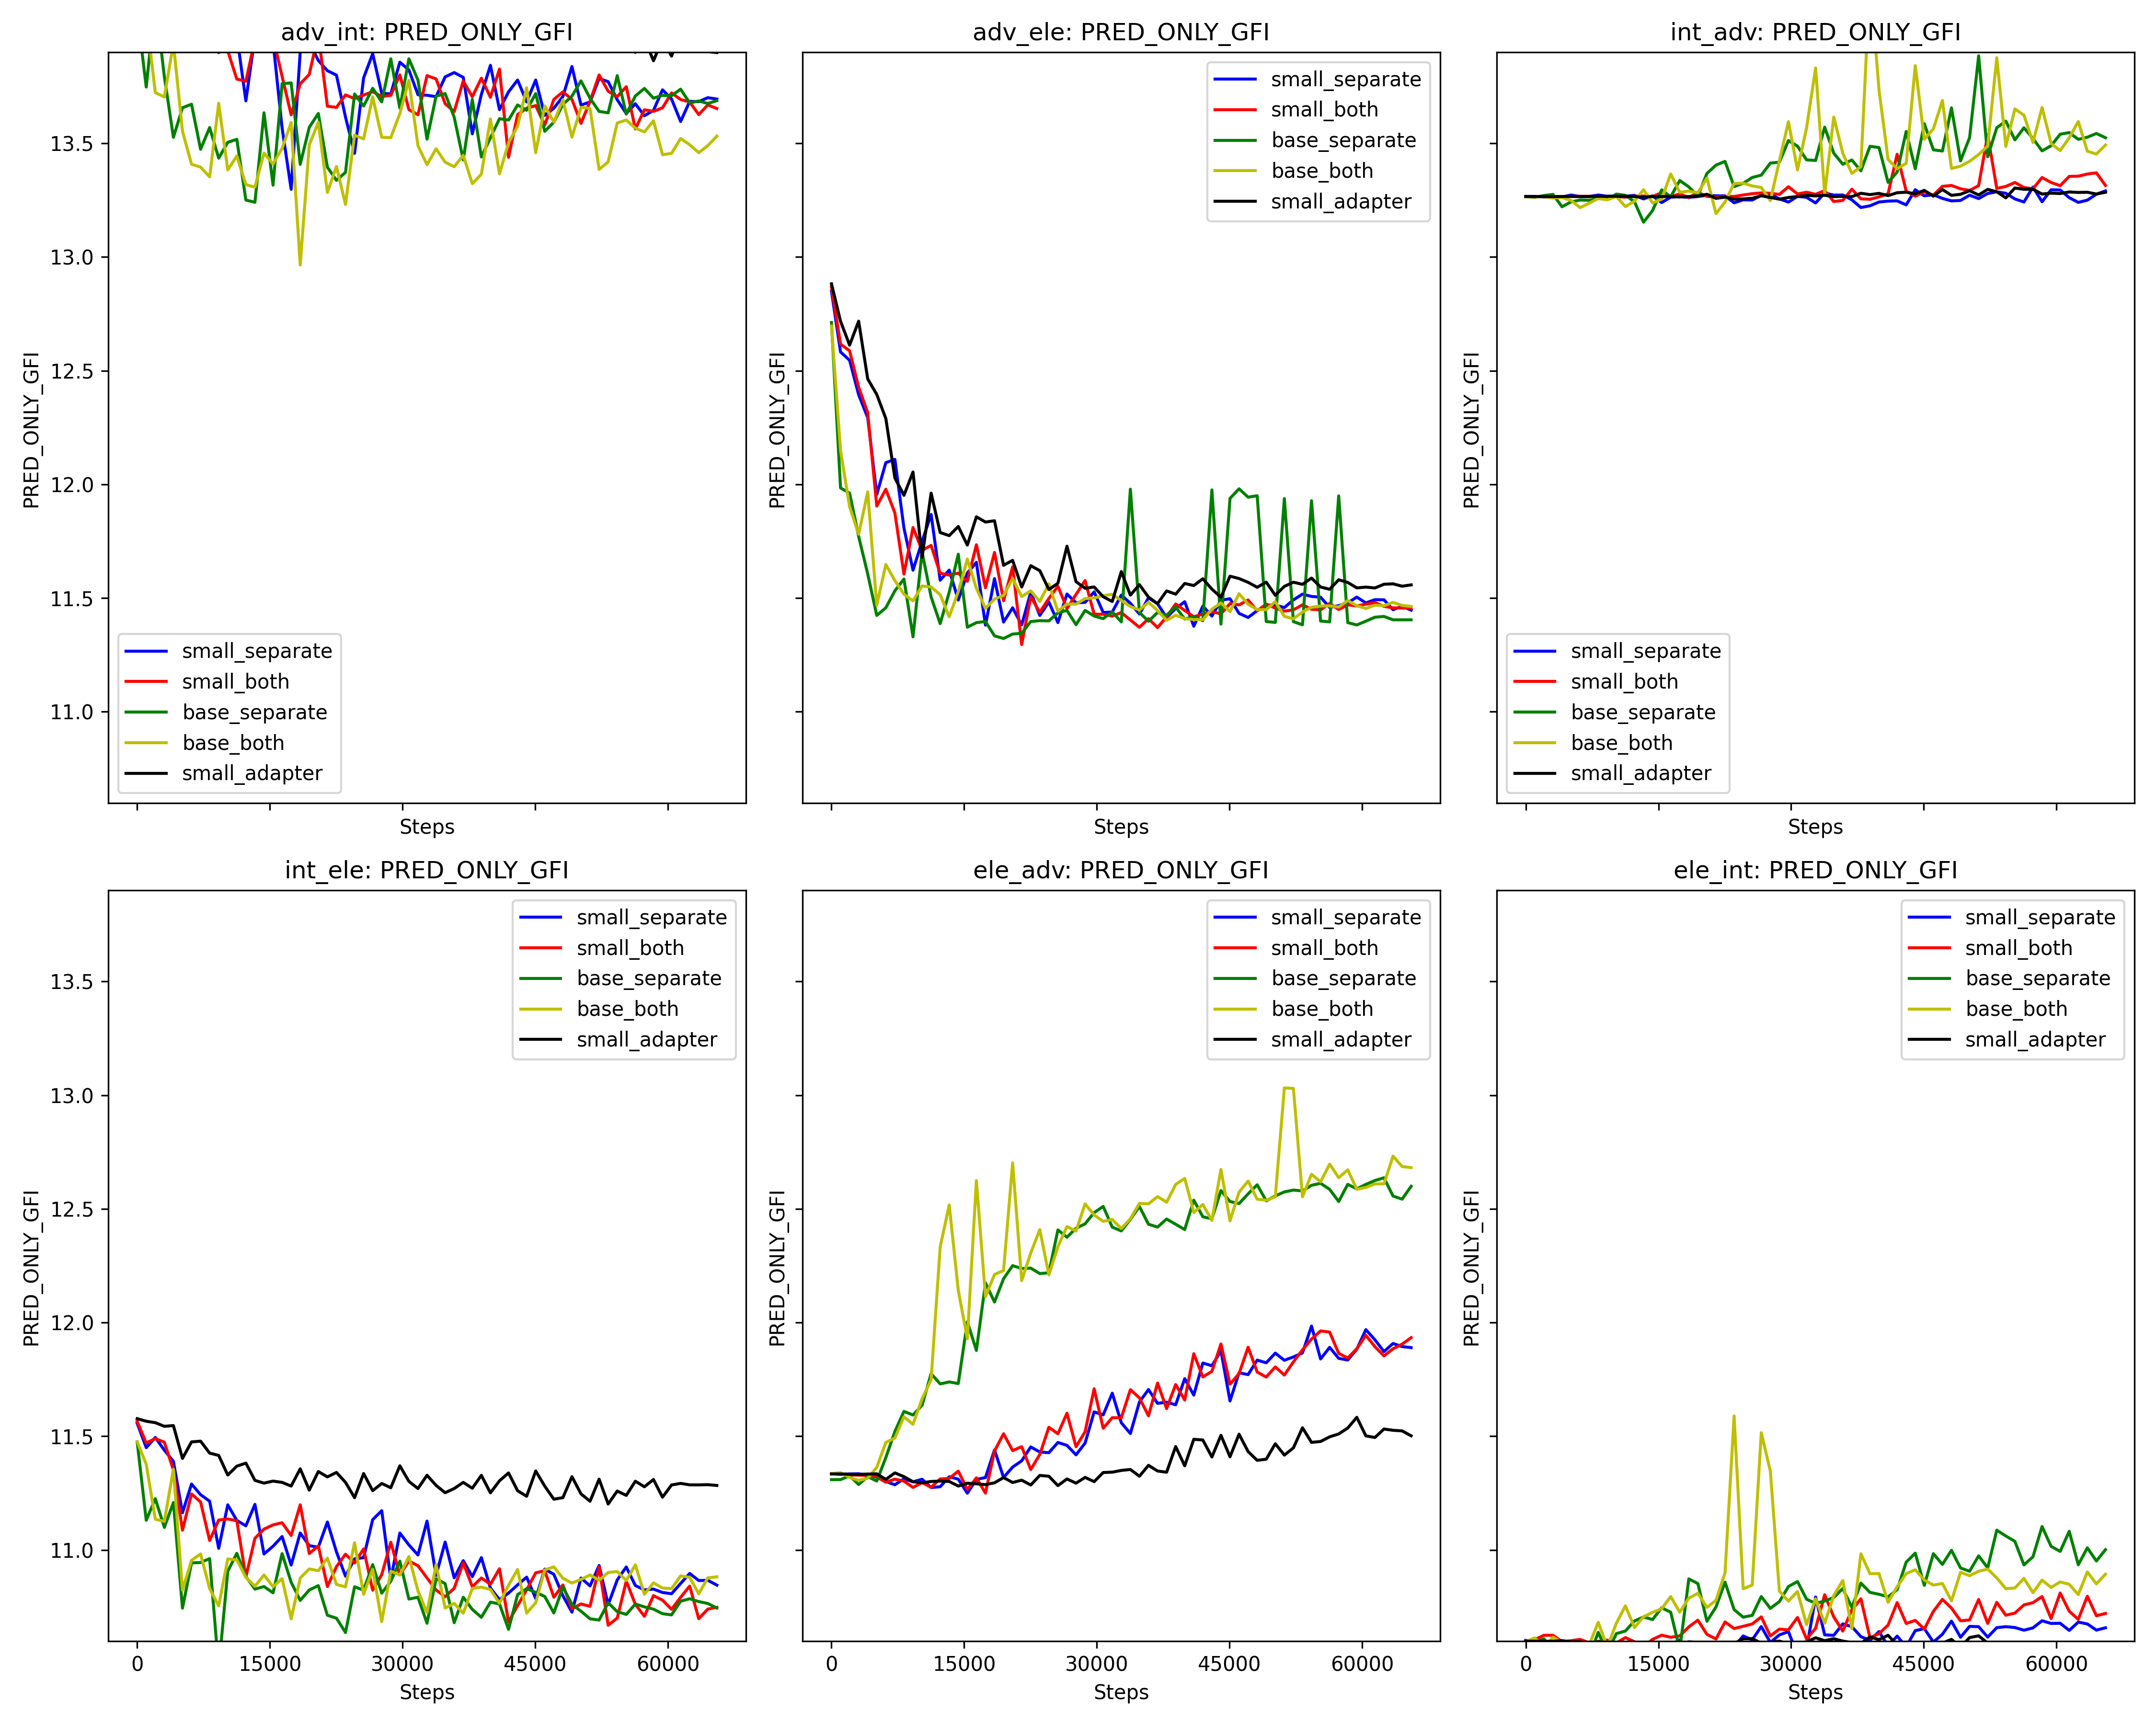 adv_int: PRED_ONLY_GFI
adv_ele: PRED_ONLY_GFI
int_adv: PRED_ONLY_GFI
PRED_ONLY_GFI
13.5
13.0
12.5
12.0
11.5
11.0
small_separate
small_both
base_separate
base_both
small_adapter
Steps
PRED_ONLY_GFI
small_separate
small_both
base_separate
base_both
small_adapter
Steps
PRED_ONLY_GFI
small_separate
small_both
base_separate
base_both
small_adapter
Steps
int_ele: PRED_ONLY_GFI
ele_adv: PRED_ONLY_GFI
ele_int: PRED_ONLY_GFI
PRED_ONLY_GFI
13.5
13.0
12.5
12.0
11.5
11.0
small_separate
small_both
base_separate
base_both
small_adapter
0 15000 30000 45000 60000
Steps
PRED_ONLY_GFI
small_separate
small_both
base_separate
base_both
small_adapter
0 15000 30000 45000 60000
Steps
PRED_ONLY_GFI
small_separate
small_both
base_separate
base_both
small_adapter
0 15000 30000 45000 60000
Steps